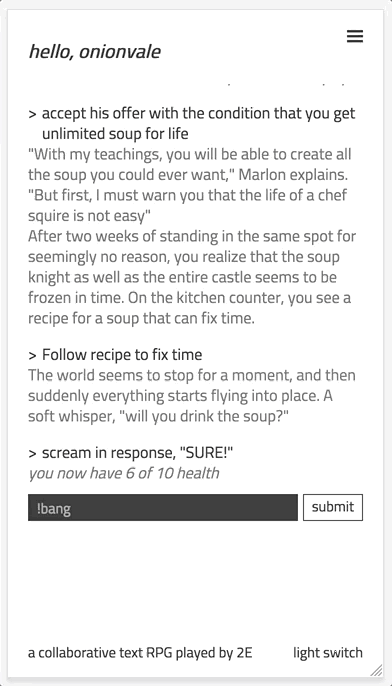 hello, onionvale
> accept his offer with the condition that you get
unlimited soup for life
"With my teachings, you will be able to create all
the soup you could ever want," Marlon explains.
"But first, I must warn you that the life of a chef
squire is not easy"
After two weeks of standing in the same spot for
seemingly no reason, you realize that the soup
knight as well as the entire castle seems to be
frozen in time. On the kitchen counter, you see a
recipe for a soup that can fix time.
> Follow recipe to fix time
The world seems to stop for a moment, and then
suddenly everything starts flying into place. A
soft whisper, "will you drink the soup?"
> scream in response, "SURE!"
you now have 6 of 10 health
!bang
submit
a collaborative text RPG played by 2E
light switch